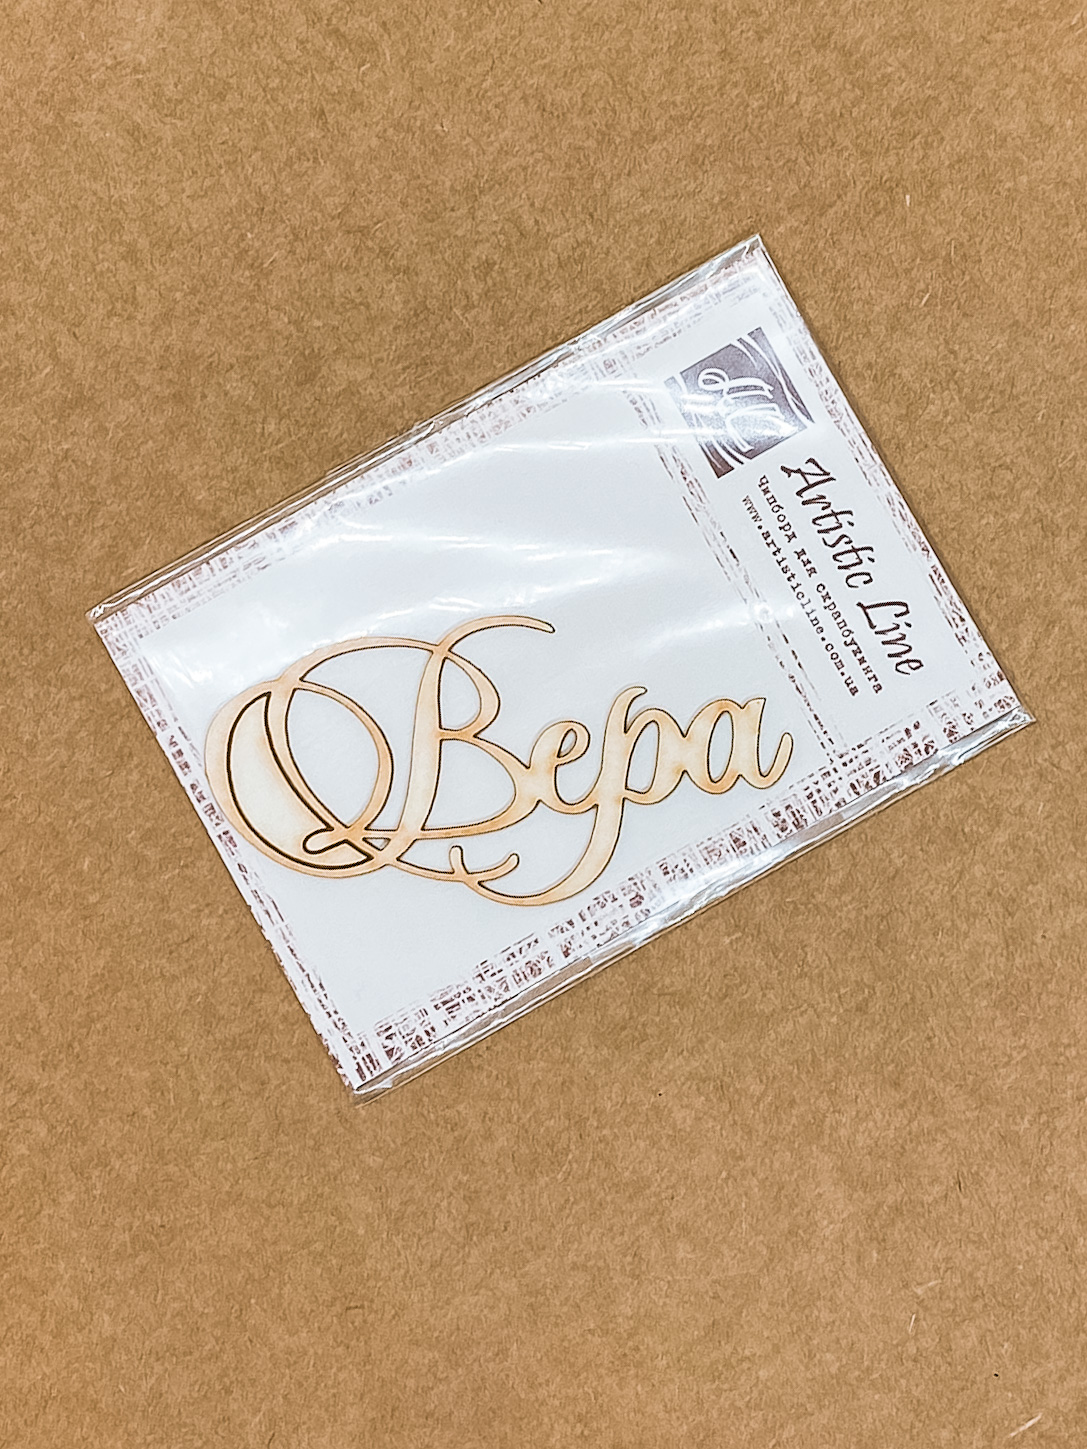 Artistic Line
Чипборд для скрапбукинга
www.artisticline.com.ua
Вера